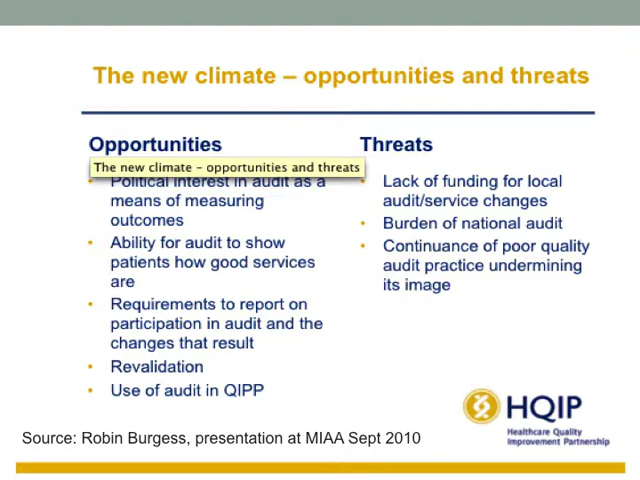 The new climate – opportunities and threats
Opportunities
The new climate – opportunities and threats
• Political interest in audit as a
means of measuring
outcomes
• Ability for audit to show
patients how good services
are
• Requirements to report on
participation in audit and the
changes that result
• Revalidation
• Use of audit in QIPP
Threats
• Lack of funding for local
audit/service changes
• Burden of national audit
• Continuance of poor quality
audit practice undermining
its image
HQIP
Healthcare Quality
Improvement Partnership
Source: Robin Burgess, presentation at MIAA Sept 2010